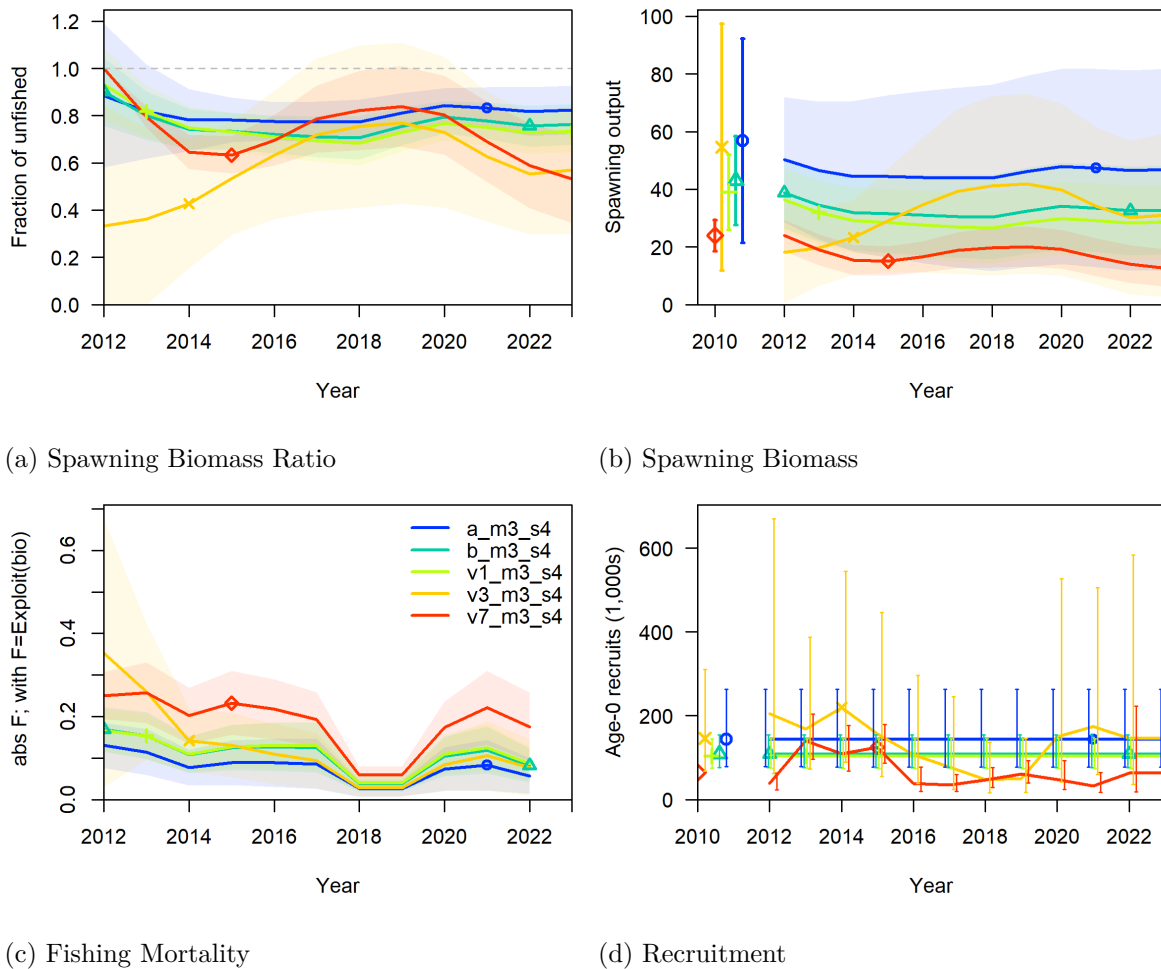 Fraction of unfished
0.0 0.2 0.4 0.6 0.8 1.0 1.2
2012 2014 2016 2018 2020 2022
Year
(a) Spawning Biomass Ratio
Spawning output
0 20 40 60 80 100
2010 2012 2014 2016 2018 2020 2022
Year
(b) Spawning Biomass
abs F; with F=Exploit(bio)
0.0 0.2 0.4 0.6
a_m3_s4
b_m3_s4
v1_m3_s4
v3_m3_s4
v7_m3_s4
2012 2014 2016 2018 2020 2022
Year
(c) Fishing Mortality
Age-0 recruits (1,000s)
0 200 400 600
2010 2012 2014 2016 2018 2020 2022
Year
(d) Recruitment